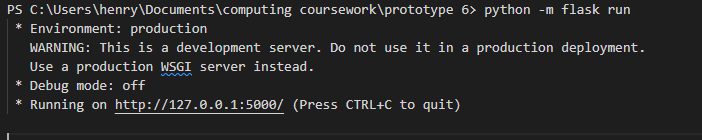 PS C:\Users\henry\Documents\computing coursework\prototype 6> python -m flask run
* Environment: production
WARNING: This is a development server. Do not use it in a production deployment.
Use a production WSGI server instead.
* Debug mode: off
* Running on http://127.0.0.1:5000/ (Press CTRL+C to quit)